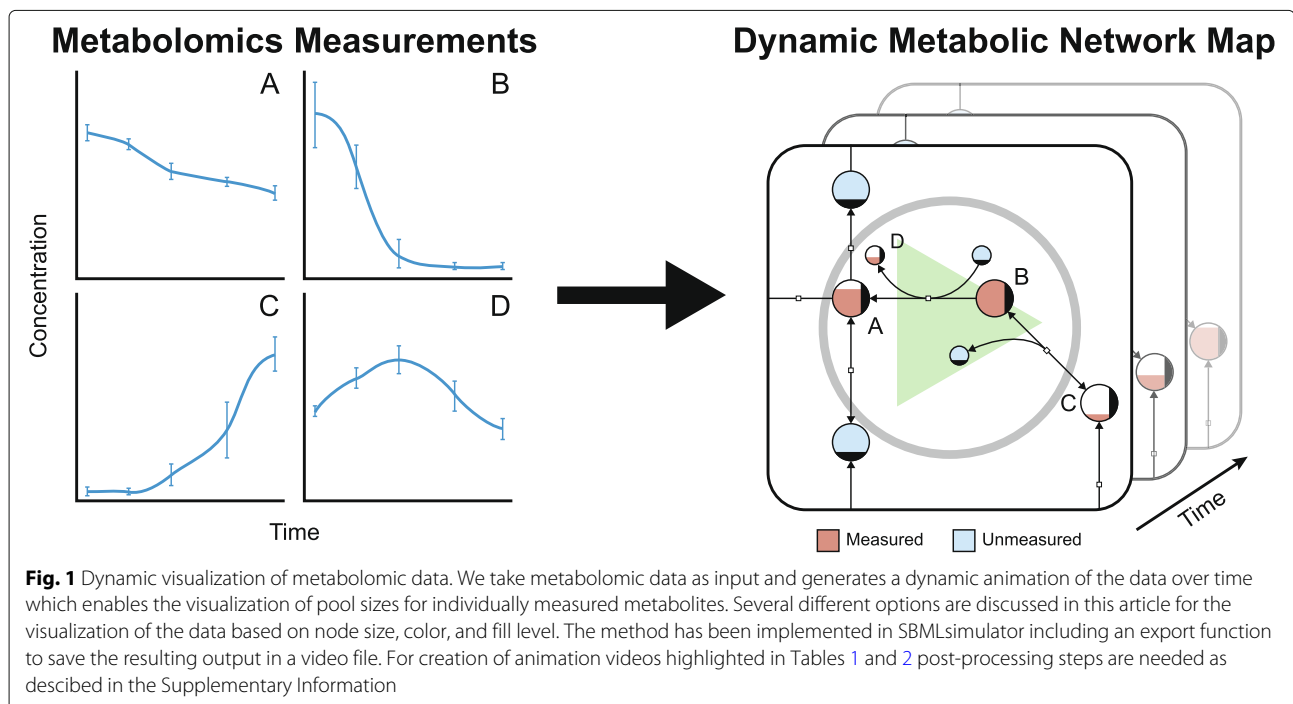 Metabolomics Measurements
Dynamic Metabolic Network Map
A
B
C
D
Concentration
Time
D
B
A
C
Time
Measured
Unmeasured
Fig. 1 Dynamic visualization of metabolomic data. We take metabolomic data as input and generates a dynamic animation of the data over time
which enables the visualization of pool sizes for individually measured metabolites. Several different options are discussed in this article for the
visualization of the data based on node size, color, and fill level. The method has been implemented in SBMLsimulator including an export function
to save the resulting output in a video file. For creation of animation videos highlighted in Tables 1 and 2 post-processing steps are needed as
descibed in the Supplementary Information